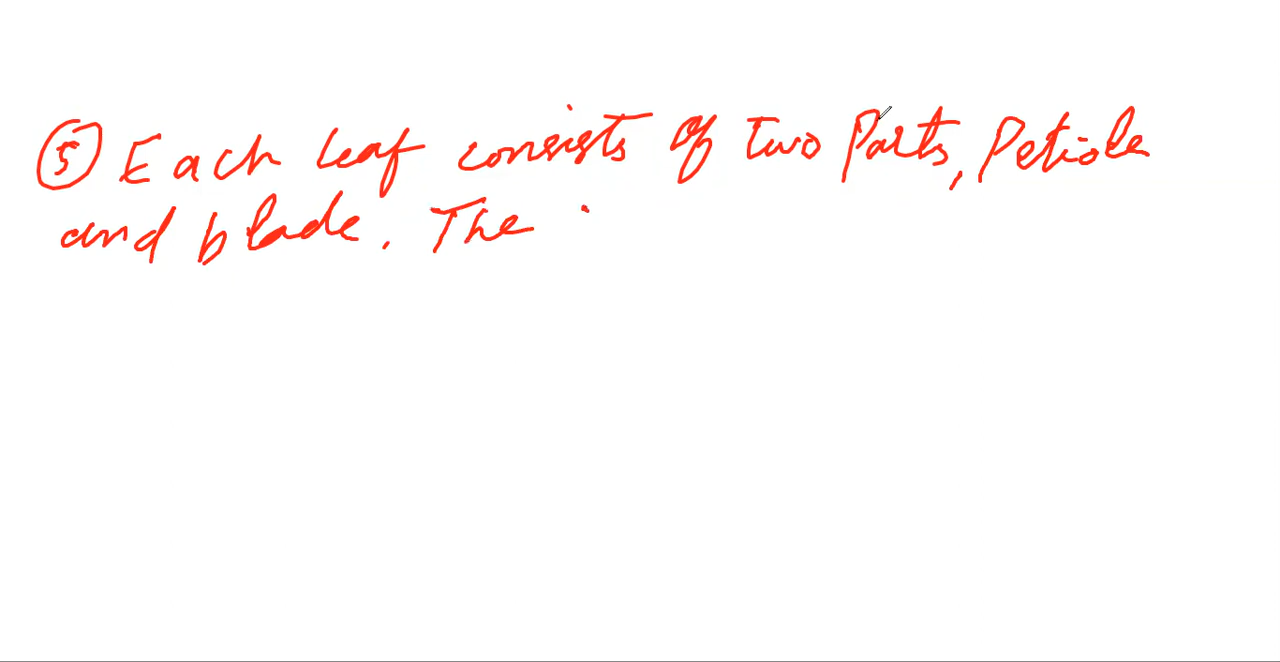 ⑤ Each leaf consists of two Parts, Petiole
and blade. The